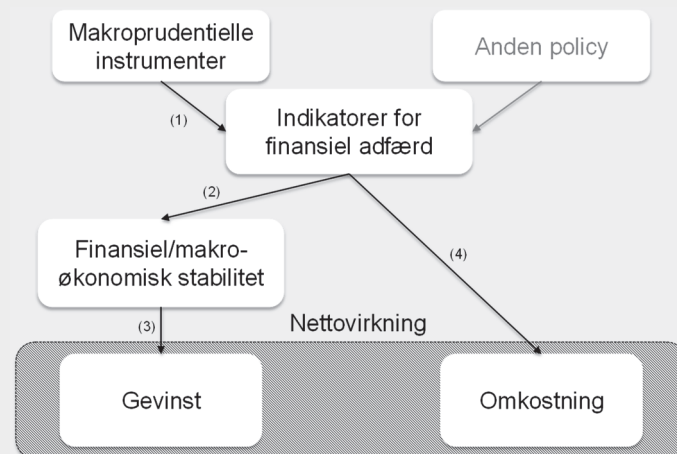 Makroprudentielle
instrumenter
Anden policy
(1)
Indikatorer for
finansiel adfærd
(2)
Finansiel/makro-
økonomisk stabilitet
(4)
(3)
Nettovirkning
Gevinst
Omkostning